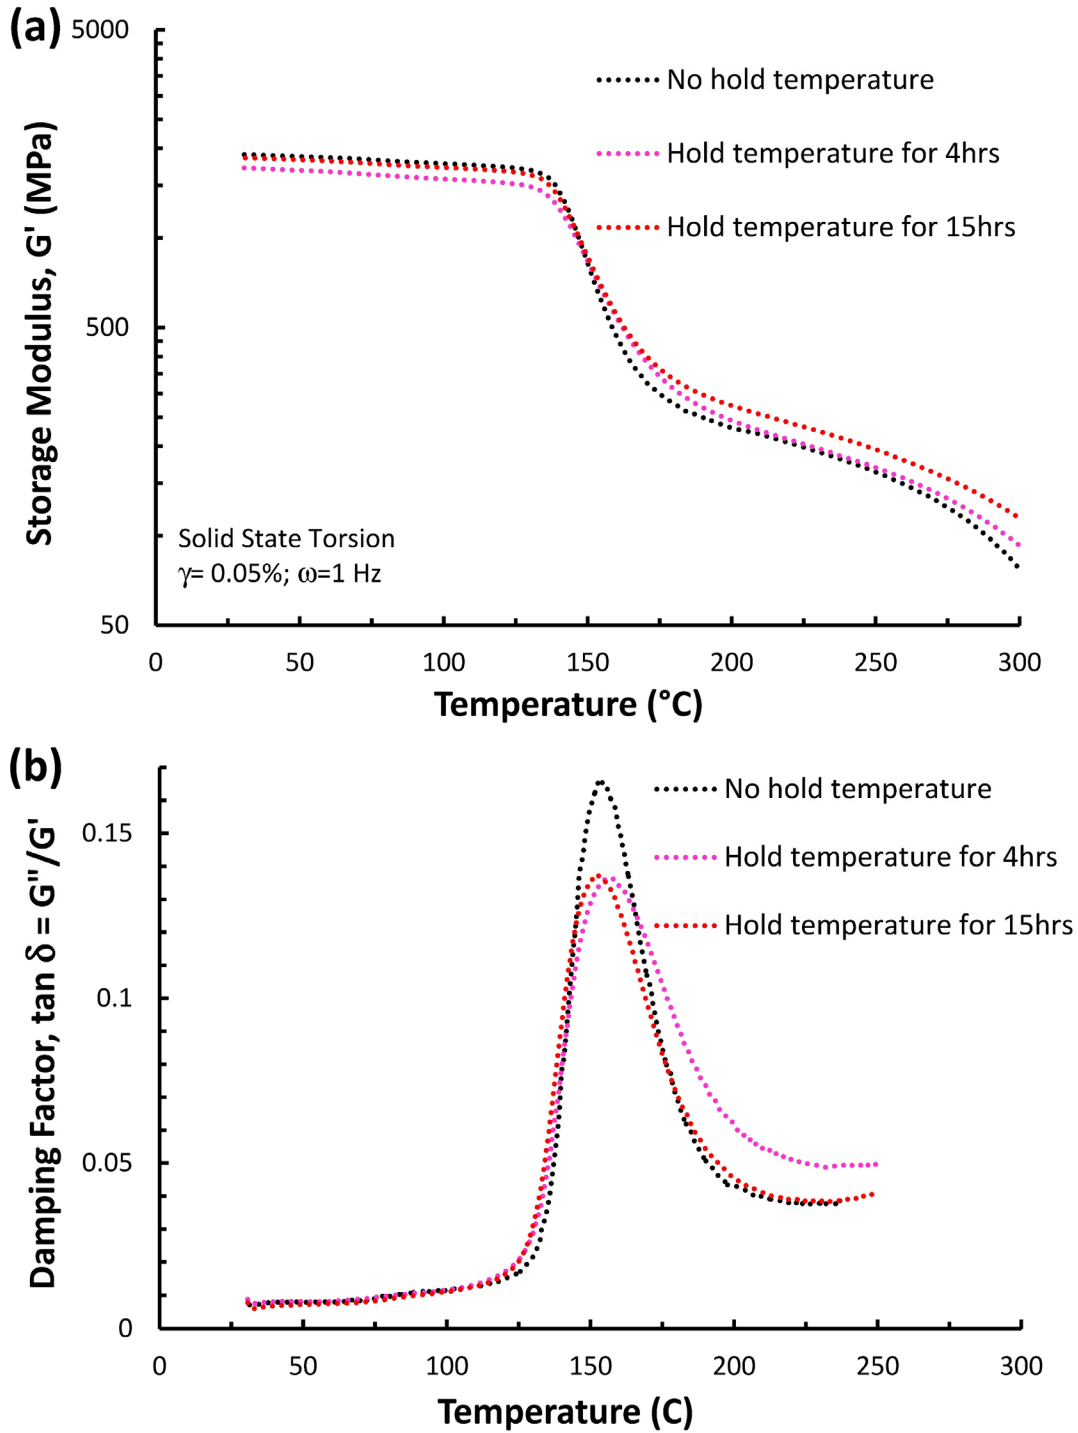 (a)
5000
500
50
Storage Modulus, G' (MPa)
No hold temperature
Hold temperature for 4hrs
Hold temperature for 15hrs
Solid State Torsion
γ= 0.05%; ω=1 Hz
0 50 100 150 200 250 300
Temperature (°C)
(b)
0.15
0.1
0.05
0
Damping Factor, tan δ = G"/G'
No hold temperature
Hold temperature for 4hrs
Hold temperature for 15hrs
0 50 100 150 200 250 300
Temperature (C)